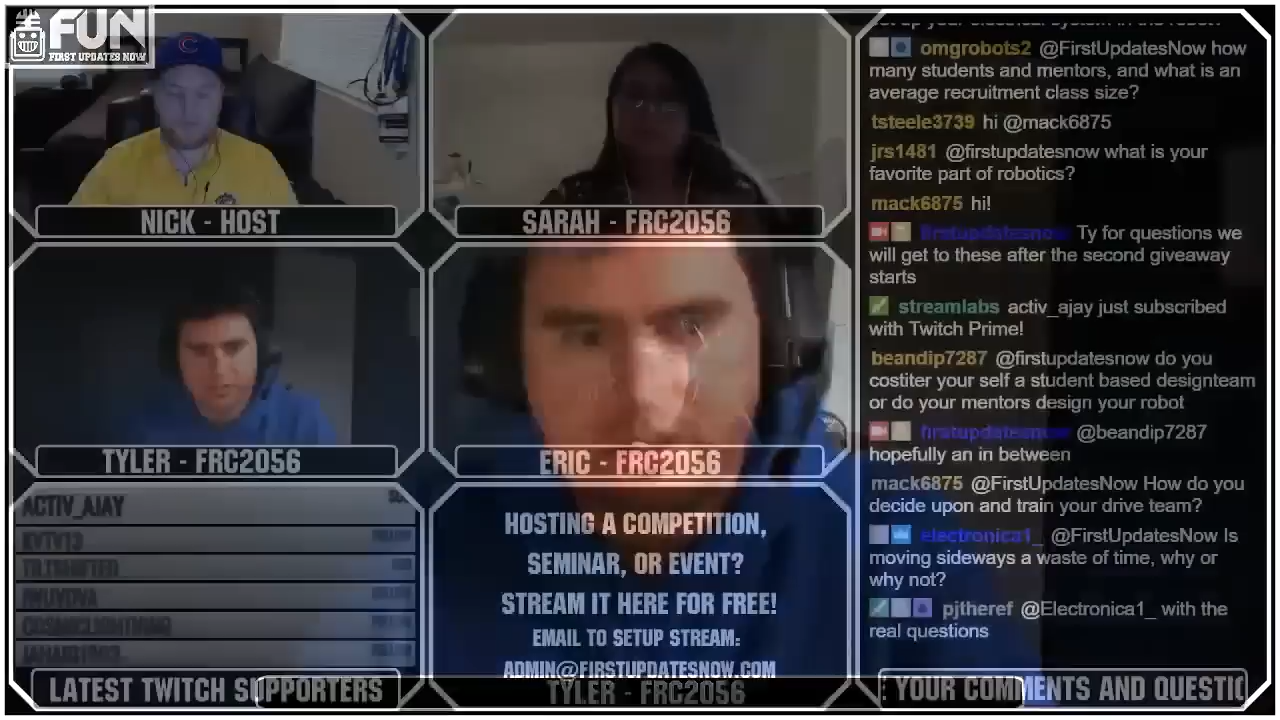 FUN
FIRST UPDATES NOW
NICK - HOST
SARAH - FRC2056
TYLER - FRC2056
ERIC - FRC2056
ACTIV_AJAY
HOSTING A COMPETITION,
SEMINAR, OR EVENT?
STREAM IT HERE FOR FREE!
EMAIL TO SETUP STREAM:
ADMIN@FIRSTUPDATESNOW.COM
LATEST TWITCH SUPPORTERS
TYLER - FRC2056
omgrobots2 @FirstUpdatesNow how
many students and mentors, and what is an
average recruitment class size?
tsteele3739 hi @mack6875
jrs1481 @firstupdatesnow what is your
favorite part of robotics?
mack6875 hi!
firstupdatesnow Ty for questions we
will get to these after the second giveaway
starts
streamlabs activ_ajay just subscribed
with Twitch Prime!
beandip7287 @firstupdatesnow do you
costiter your self a student based designteam
or do your mentors design your robot
firstupdatesnow @beandip7287
hopefully an in between
mack6875 @FirstUpdatesNow How do you
decide upon and train your drive team?
electronica1_ @FirstUpdatesNow Is
moving sideways a waste of time, why or
why not?
pjtheref @Electronica1_ with the
real questions
: YOUR COMMENTS AND QUESTIO